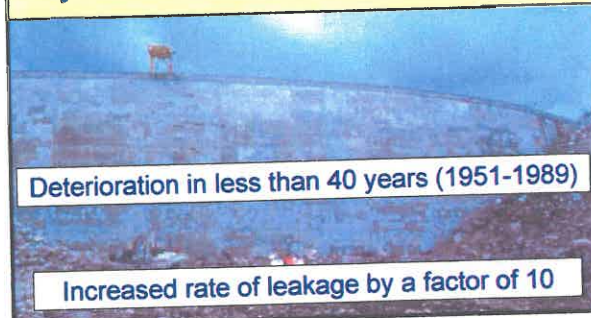 Deterioration in less than 40 years (1951-1989)
Increased rate of leakage by a factor of 10